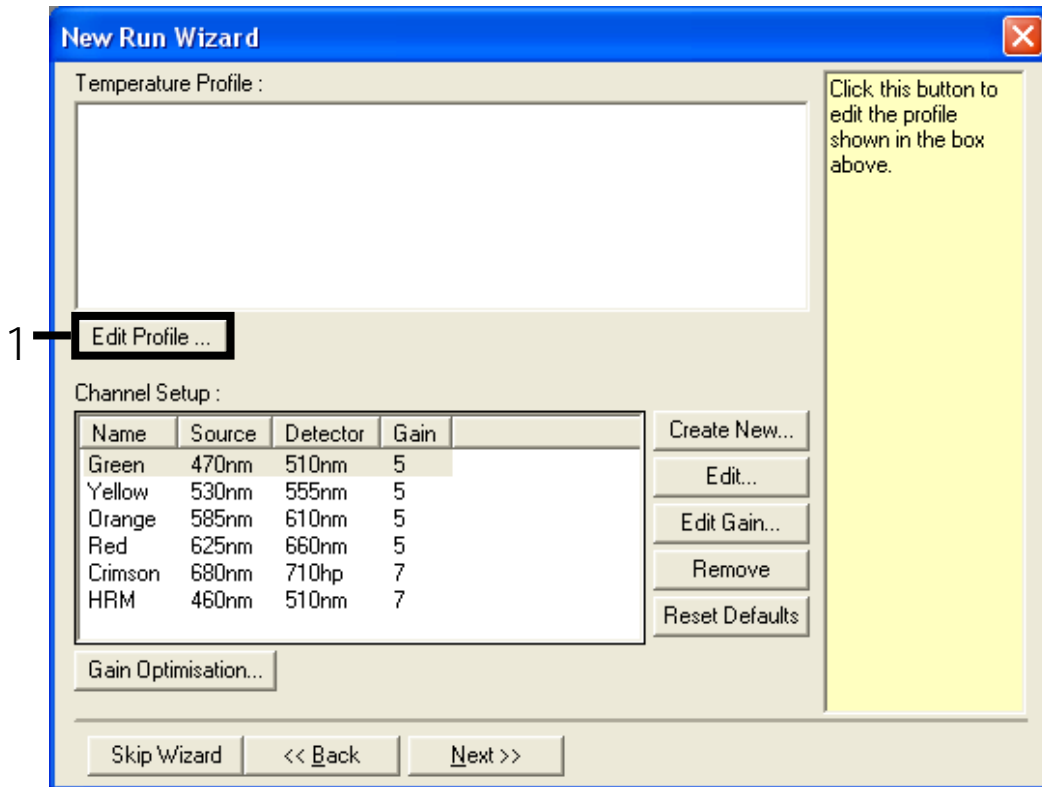 New Run Wizard
Temperature Profile :
Click this button to
edit the profile
shown in the box
above.
1
Edit Profile ...
Channel Setup :
Name Source Detector Gain
Green 470nm 510nm 5
Yellow 530nm 555nm 5
Orange 585nm 610nm 5
Red 625nm 660nm 5
Crimson 680nm 710hp 7
HRM 460nm 510nm 7
Create New...
Edit...
Edit Gain...
Remove
Reset Defaults
Gain Optimisation...
Skip Wizard << Back Next >>